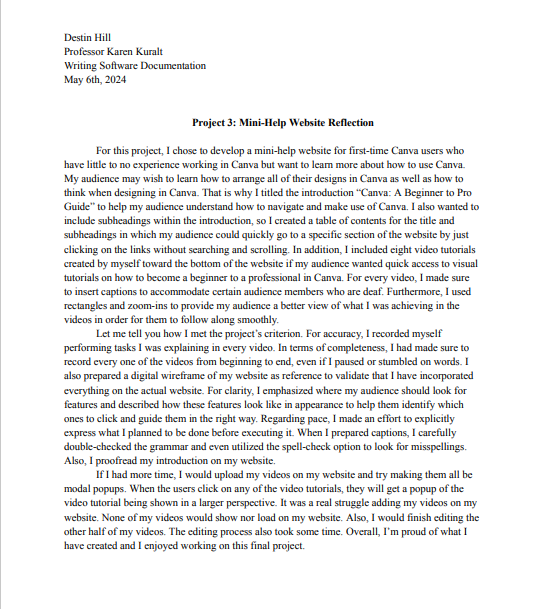 Destin Hill
Professor Karen Kuralt
Writing Software Documentation
May 6th, 2024
Project 3: Mini-Help Website Reflection
For this project, I chose to develop a mini-help website for first-time Canva users who
have little to no experience working in Canva but want to learn more about how to use Canva.
My audience may wish to learn how to arrange all of their designs in Canva as well as how to
think when designing in Canva. That is why I titled the introduction “Canva: A Beginner to Pro
Guide” to help my audience understand how to navigate and make use of Canva. I also wanted to
include subheadings within the introduction, so I created a table of contents for the title and
subheadings in which my audience could quickly go to a specific section of the website by just
clicking on the links without searching and scrolling. In addition, I included eight video tutorials
created by myself toward the bottom of the website if my audience wanted quick access to visual
tutorials on how to become a beginner to a professional in Canva. For every video, I made sure
to insert captions to accommodate certain audience members who are deaf. Furthermore, I used
rectangles and zoom-ins to provide my audience a better view of what I was achieving in the
videos in order for them to follow along smoothly.
Let me tell you how I met the project’s criterion. For accuracy, I recorded myself
performing tasks I was explaining in every video. In terms of completeness, I had made sure to
record every one of the videos from beginning to end, even if I paused or stumbled on words. I
also prepared a digital wireframe of my website as reference to validate that I have incorporated
everything on the actual website. For clarity, I emphasized where my audience should look for
features and described how these features look like in appearance to help them identify which
ones to click and guide them in the right way. Regarding pace, I made an effort to explicitly
express what I planned to be done before executing it. When I prepared captions, I carefully
double-checked the grammar and even utilized the spell-check option to look for misspellings.
Also, I proofread my introduction on my website.
If I had more time, I would upload my videos on my website and try making them all be
modal popups. When the users click on any of the video tutorials, they will get a popup of the
video tutorial being shown in a larger perspective. It was a real struggle adding my videos on my
website. None of my videos would show nor load on my website. Also, I would finish editing the
other half of my videos. The editing process also took some time. Overall, I’m proud of what I
have created and I enjoyed working on this final project.